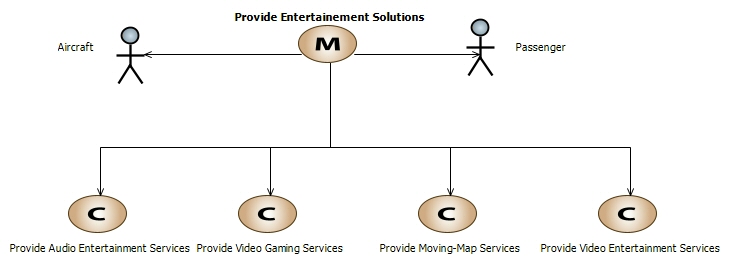 Provide Entertainement Solutions
Aircraft
M
Passenger
C
C
C
C
Provide Audio Entertainment Services
Provide Video Gaming Services
Provide Moving-Map Services
Provide Video Entertainment Services